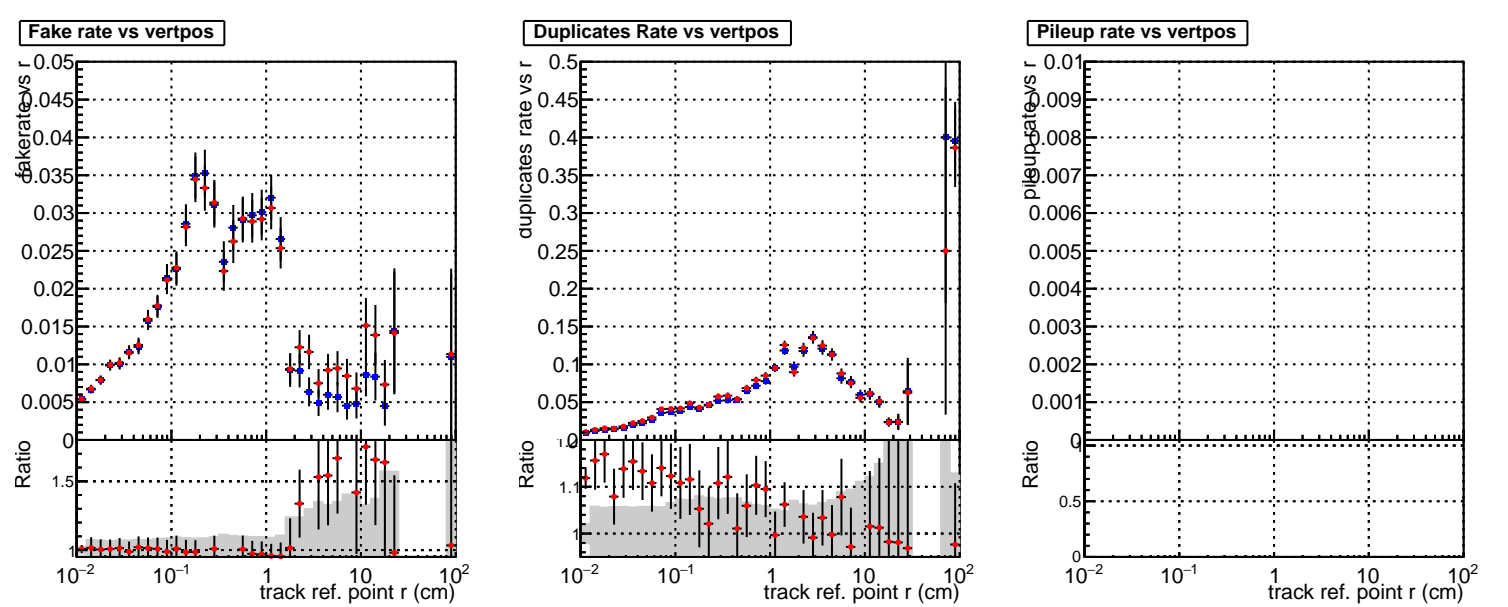 Fake rate vs vertpos
fakerate vs r
0.05
0.045
0.04
0.035
0.03
0.025
0.02
0.015
0.01
0.005
0
Ratio
1.5
1
10⁻² 10⁻¹ 1 10 10²
track ref. point r (cm)
Duplicates Rate vs vertpos
duplicates rate vs r
0.5
0.45
0.4
0.35
0.3
0.25
0.2
0.15
0.1
0.05
0
Ratio
1.1
1
10⁻² 10⁻¹ 1 10 10²
track ref. point r (cm)
Pileup rate vs vertpos
pileup rate vs r
0.01
0.009
0.008
0.007
0.006
0.005
0.004
0.003
0.002
0.001
0
Ratio
1
0.5
0
10⁻² 10⁻¹ 1 10 10²
track ref. point r (cm)